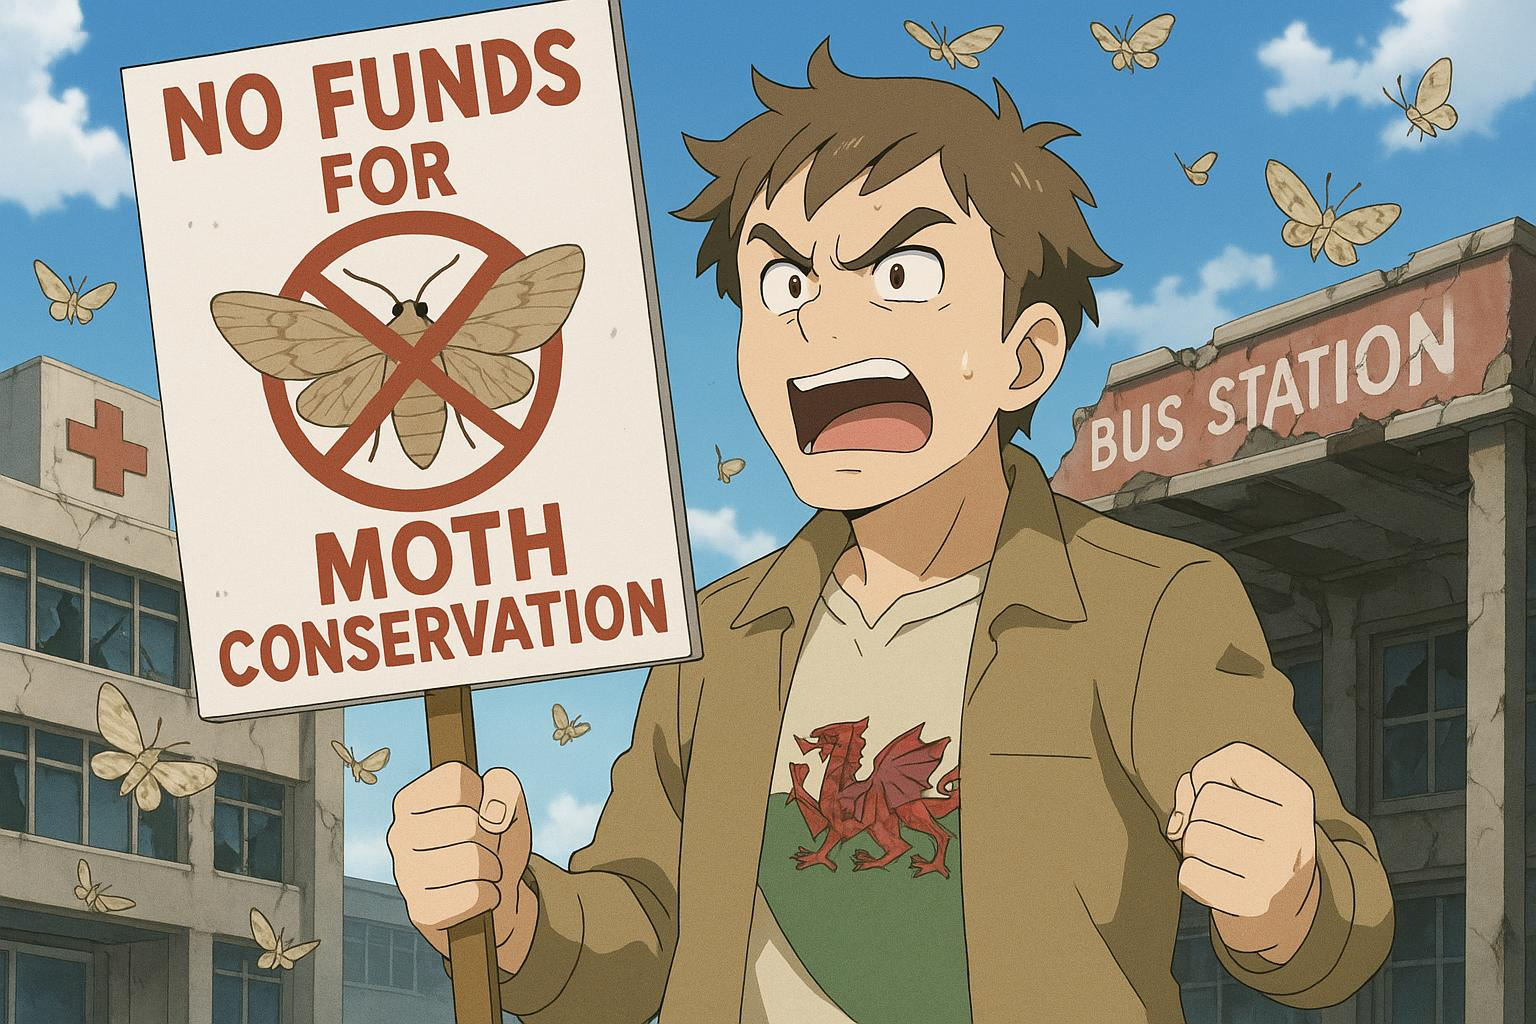 NO FUNDS
FOR
MOTH
CONSERVATION
BUS STATION